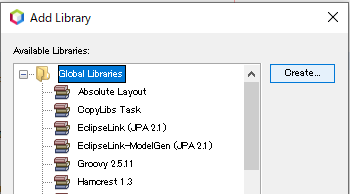 Add Library
Available Libraries:
Global Libraries
Create...
Absolute Layout
CopyLibs Task
EclipseLink (JPA 2.1)
EclipseLink-ModelGen (JPA 2.1)
Groovy 2.5.11
Hamcrest 1.3